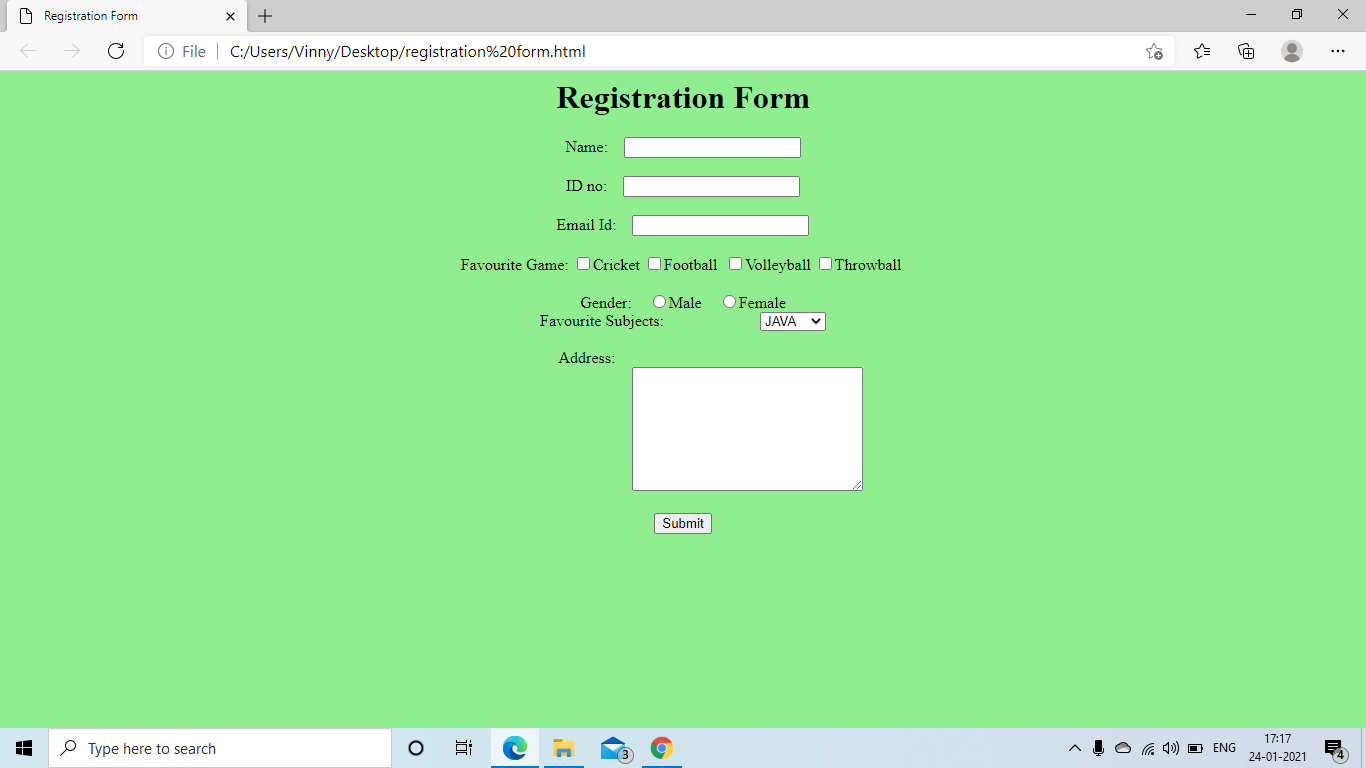 Registration Form
File C:/Users/Vinny/Desktop/registration%20form.html
Registration Form
Name:
ID no:
Email Id:
Favourite Game: Cricket Football Volleyball Throwball
Gender: Male Female
Favourite Subjects: JAVA
Address:
Submit
Type here to search
3
ENG
17:17
24-01-2021
4